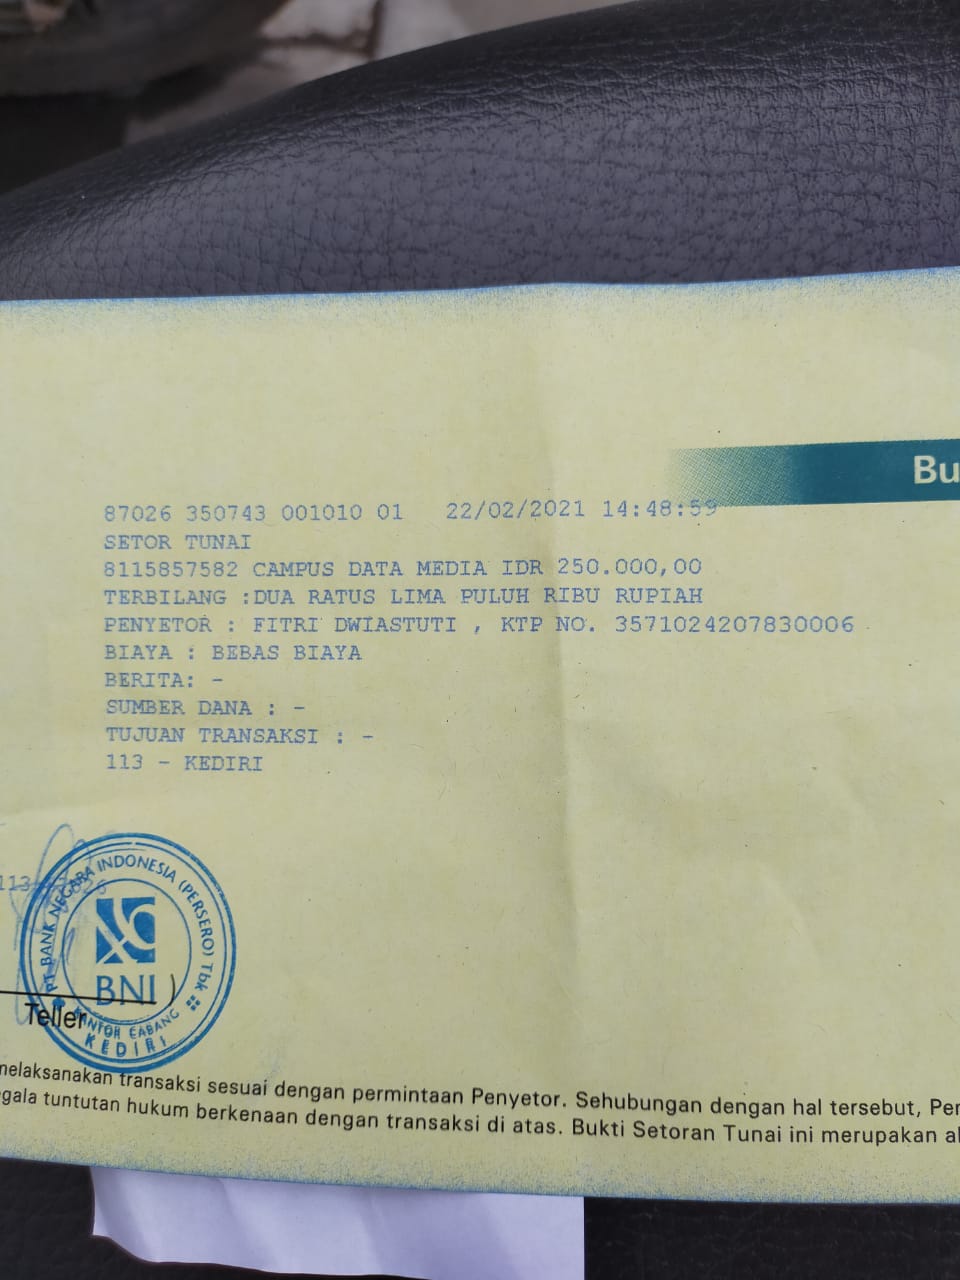 Bu
87026 350743 001010 01 22/02/2021 14:48:59
SETOR TUNAI
8115857582 CAMPUS DATA MEDIA IDR 250.000,00
TERBILANG :DUA RATUS LIMA PULUH RIBU RUPIAH
PENYETOR : FITRI DWIASTUTI , KTP NO. 3571024207830006
BIAYA : BEBAS BIAYA
BERITA: -
SUMBER DANA : -
TUJUAN TRANSAKSI : -
113 - KEDIRI
PT BANK NEGARA INDONESIA (PERSERO) Tbk
BNI
)
Teller
KANTOR CABANG
KEDIRI
melaksanakan transaksi sesuai dengan permintaan Penyetor. Sehubungan dengan hal tersebut, Pen
gala tuntutan hukum berkenaan dengan transaksi di atas. Bukti Setoran Tunai ini merupakan al